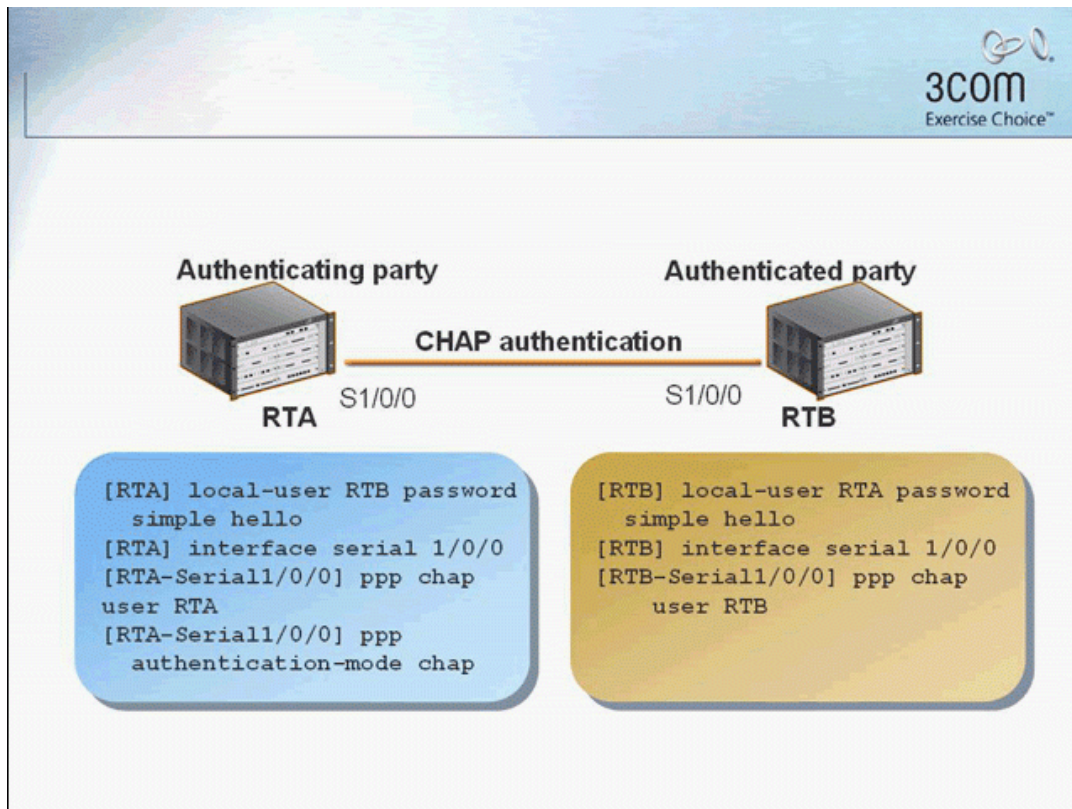 3COM
Exercise Choice™
Authenticating party
Authenticated party
CHAP authentication
S1/0/0
S1/0/0
RTA
RTB
[RTA] local-user RTB password
simple hello
[RTA] interface serial 1/0/0
[RTA-Serial1/0/0] ppp chap
user RTA
[RTA-Serial1/0/0] ppp
authentication-mode chap
[RTB] local-user RTA password
simple hello
[RTB] interface serial 1/0/0
[RTB-Serial1/0/0] ppp chap
user RTB